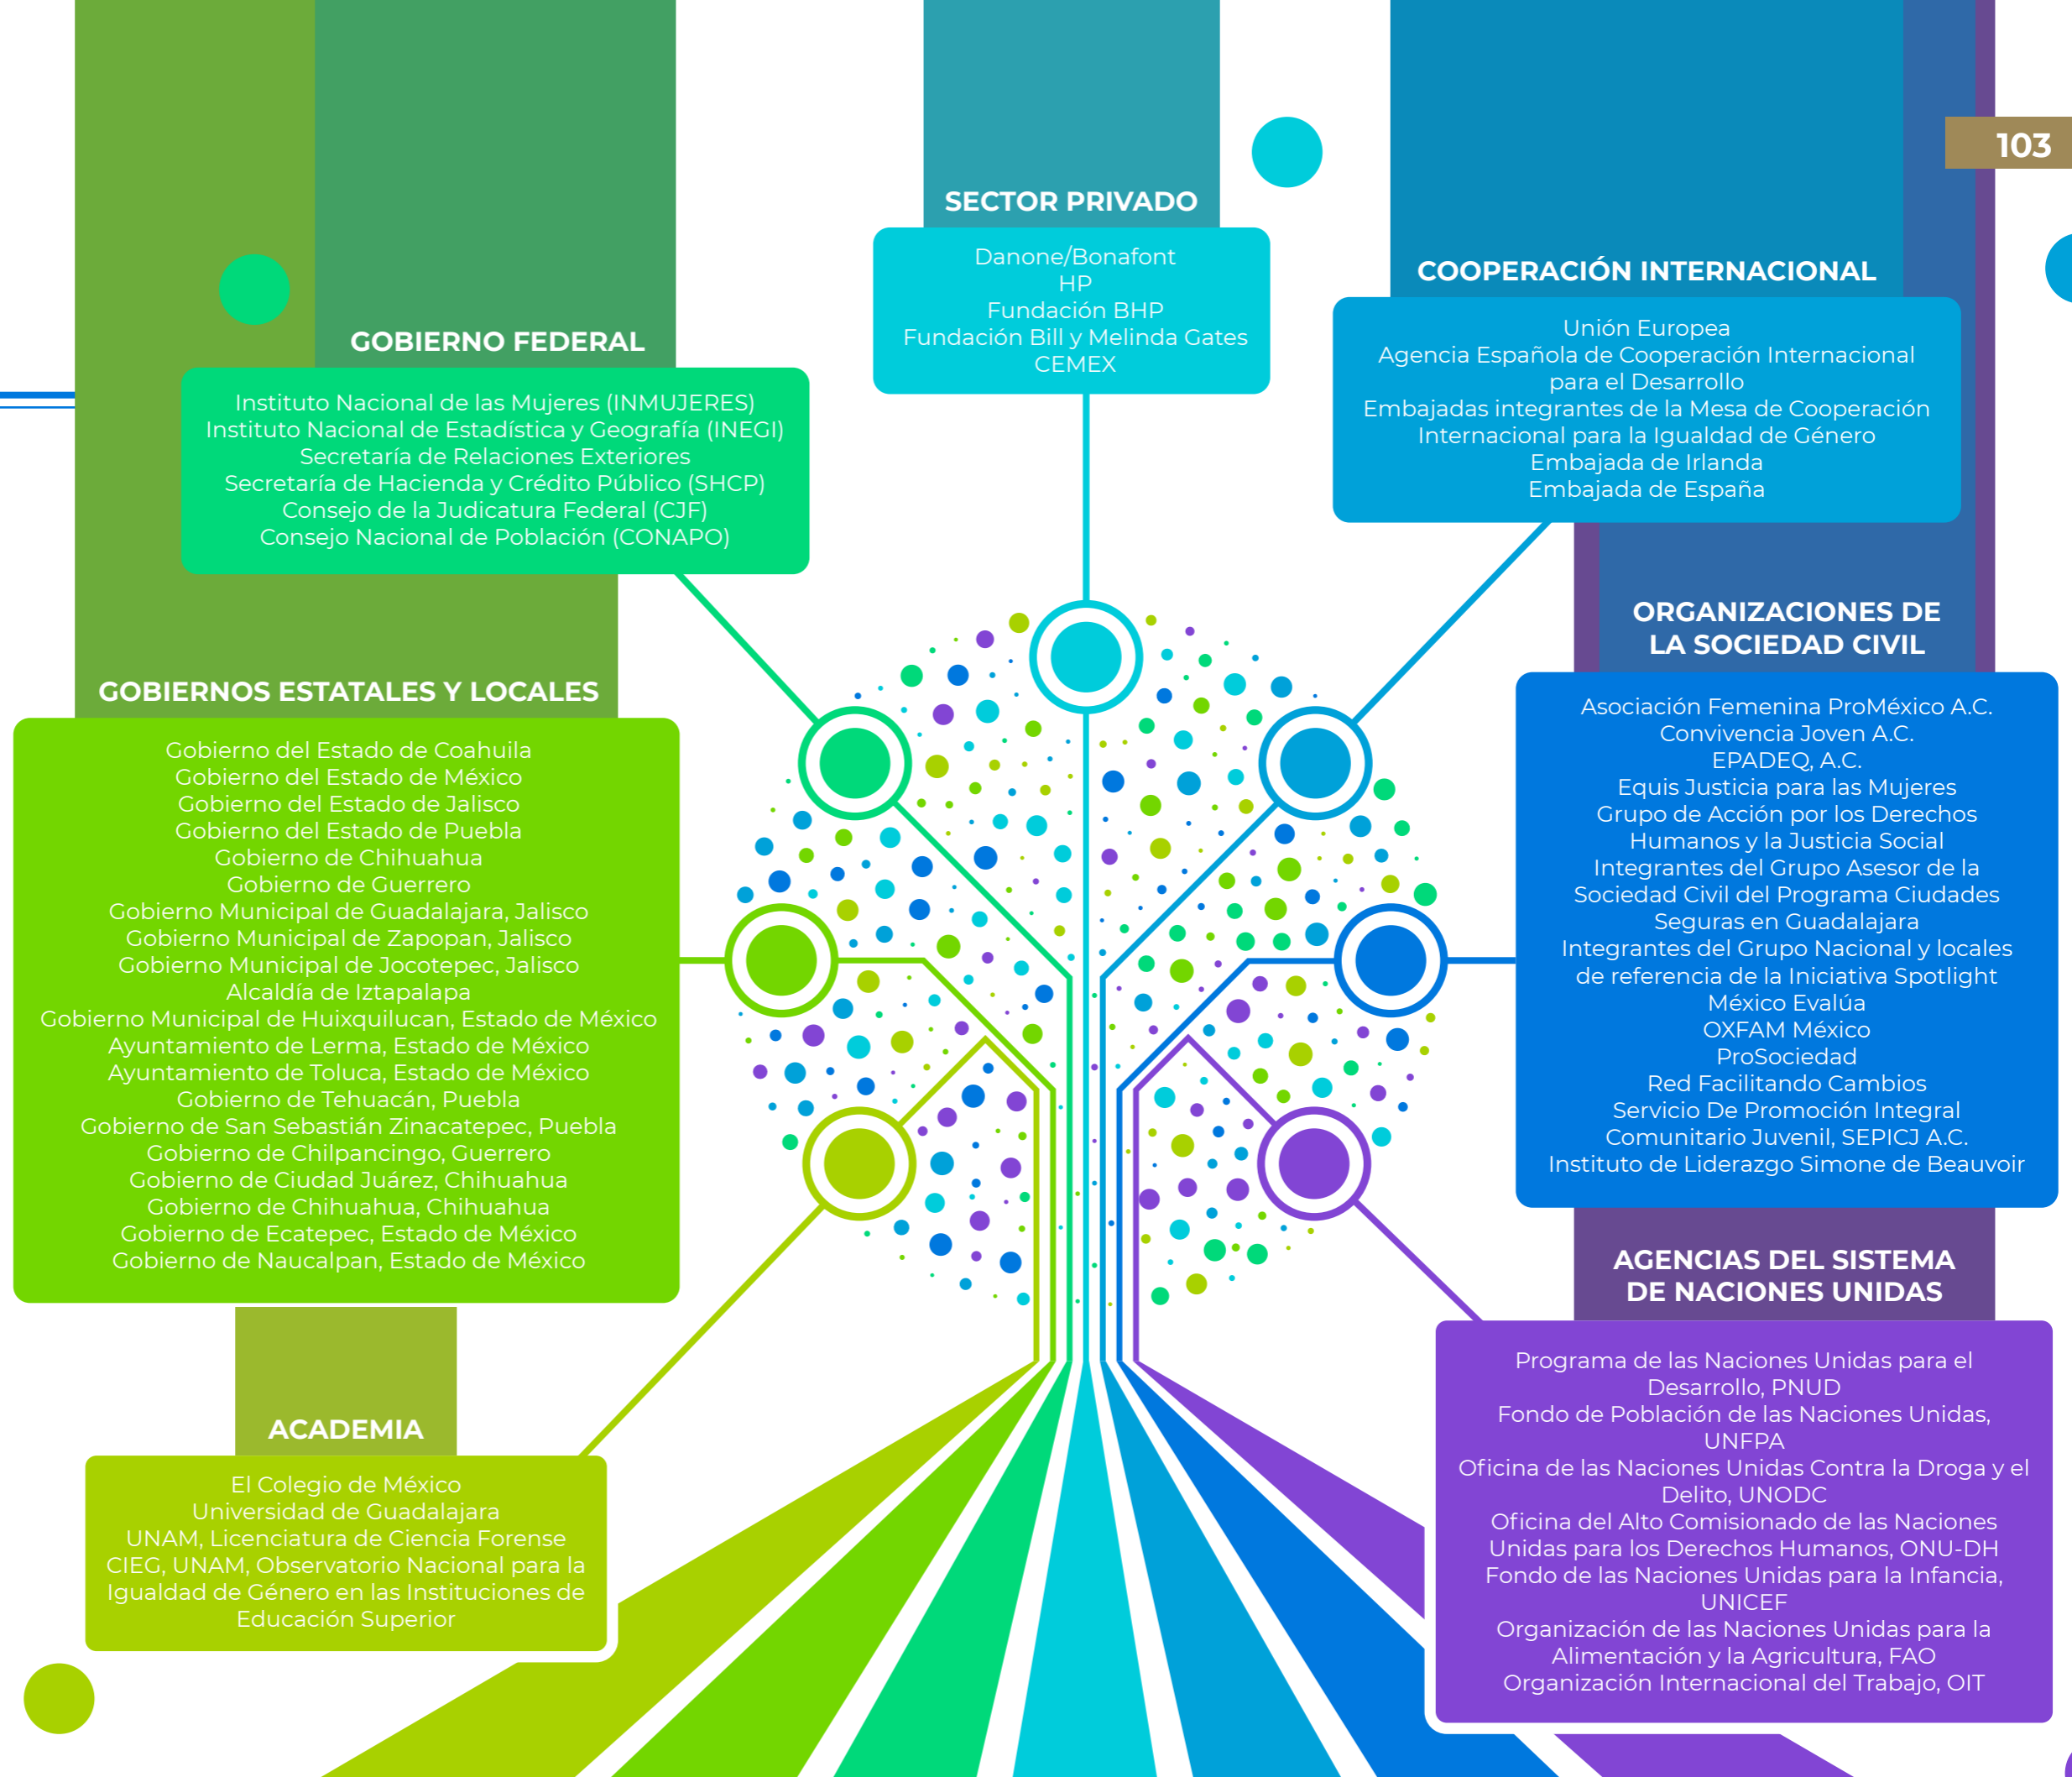 103
GOBIERNO FEDERAL
Instituto Nacional de las Mujeres (INMUJERES)
Instituto Nacional de Estadística y Geografía (INEGI)
Secretaría de Relaciones Exteriores
Secretaría de Hacienda y Crédito Público (SHCP)
Consejo de la Judicatura Federal (CJF)
Consejo Nacional de Población (CONAPO)
SECTOR PRIVADO
Danone/Bonafont
HP
Fundación BHP
Fundación Bill y Melinda Gates
CEMEX
COOPERACIÓN INTERNACIONAL
Unión Europea
Agencia Española de Cooperación Internacional
para el Desarrollo
Embajadas integrantes de la Mesa de Cooperación
Internacional para la Igualdad de Género
Embajada de Irlanda
Embajada de España
GOBIERNOS ESTATALES Y LOCALES
Gobierno del Estado de Coahuila
Gobierno del Estado de México
Gobierno del Estado de Jalisco
Gobierno del Estado de Puebla
Gobierno de Chihuahua
Gobierno de Guerrero
Gobierno Municipal de Guadalajara, Jalisco
Gobierno Municipal de Zapopan, Jalisco
Gobierno Municipal de Jocotepec, Jalisco
Alcaldía de Iztapalapa
Gobierno Municipal de Huixquilucan, Estado de México
Ayuntamiento de Lerma, Estado de México
Ayuntamiento de Toluca, Estado de México
Gobierno de Tehuacán, Puebla
Gobierno de San Sebastián Zinacatepec, Puebla
Gobierno de Chilpancingo, Guerrero
Gobierno de Ciudad Juárez, Chihuahua
Gobierno de Chihuahua, Chihuahua
Gobierno de Ecatepec, Estado de México
Gobierno de Naucalpan, Estado de México
ORGANIZACIONES DE
LA SOCIEDAD CIVIL
Asociación Femenina ProMéxico A.C.
Convivencia Joven A.C.
EPADEQ, A.C.
Equis Justicia para las Mujeres
Grupo de Acción por los Derechos
Humanos y la Justicia Social
Integrantes del Grupo Asesor de la
Sociedad Civil del Programa Ciudades
Seguras en Guadalajara
Integrantes del Grupo Nacional y locales
de referencia de la Iniciativa Spotlight
México Evalúa
OXFAM México
ProSociedad
Red Facilitando Cambios
Servicio De Promoción Integral
Comunitario Juvenil, SEPICJ A.C.
Instituto de Liderazgo Simone de Beauvoir
ACADEMIA
El Colegio de México
Universidad de Guadalajara
UNAM, Licenciatura de Ciencia Forense
CIEG, UNAM, Observatorio Nacional para la
Igualdad de Género en las Instituciones de
Educación Superior
AGENCIAS DEL SISTEMA
DE NACIONES UNIDAS
Programa de las Naciones Unidas para el
Desarrollo, PNUD
Fondo de Población de las Naciones Unidas,
UNFPA
Oficina de las Naciones Unidas Contra la Droga y el
Delito, UNODC
Oficina del Alto Comisionado de las Naciones
Unidas para los Derechos Humanos, ONU-DH
Fondo de las Naciones Unidas para la Infancia,
UNICEF
Organización de las Naciones Unidas para la
Alimentación y la Agricultura, FAO
Organización Internacional del Trabajo, OIT